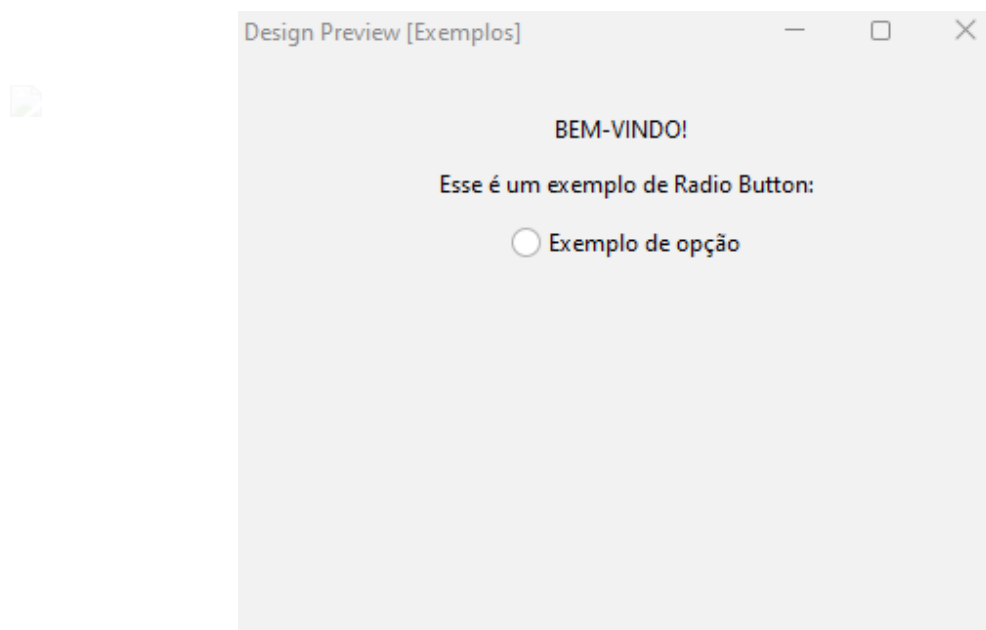 Design Preview [Exemplos]
BEM-VINDO!
Esse é um exemplo de Radio Button:
Exemplo de opção